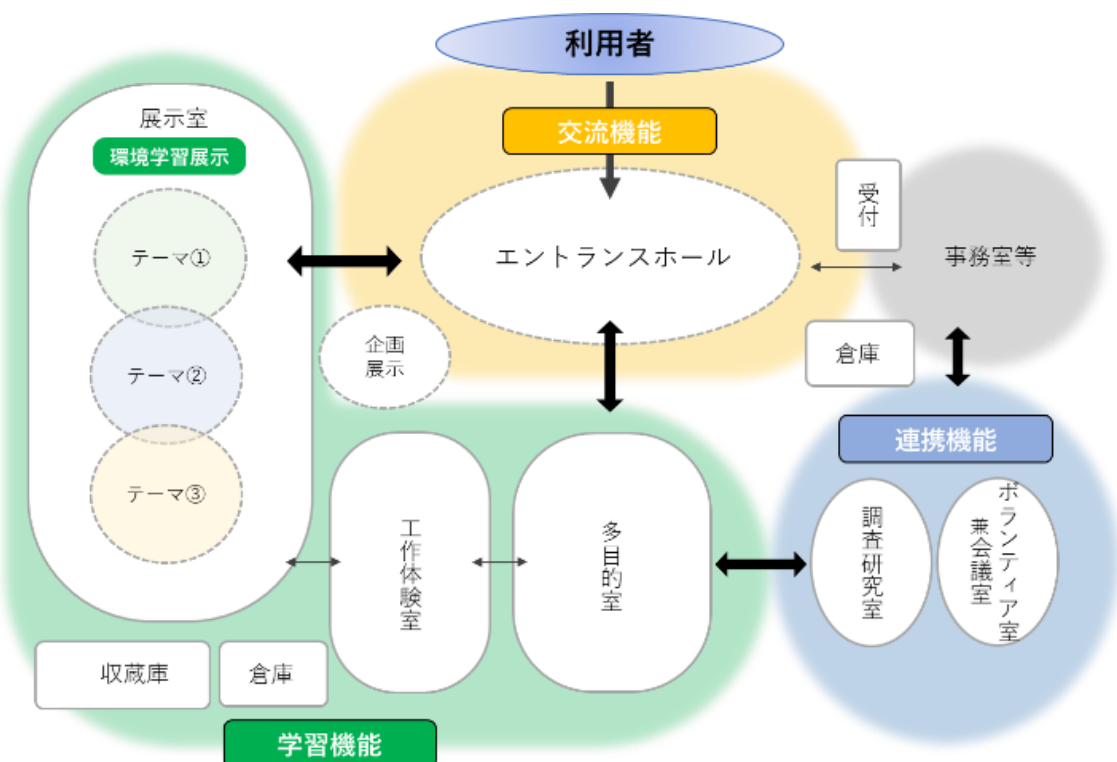 利用者
交流機能
展示室
環境学習展示
テーマ①
テーマ②
テーマ③
エントランスホール
受付
事務室等
企画
展示
倉庫
連携機能
工作体験室
多目的室
調査研究室
ボランティア室
兼会議室
収蔵庫
倉庫
学習機能